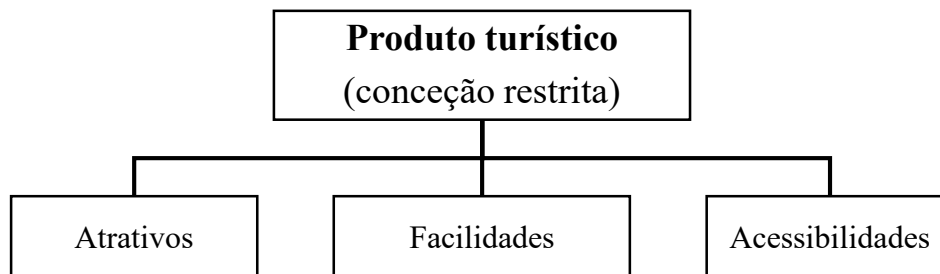 Produto turístico
(conceção restrita)
Atrativos
Facilidades
Acessibilidades